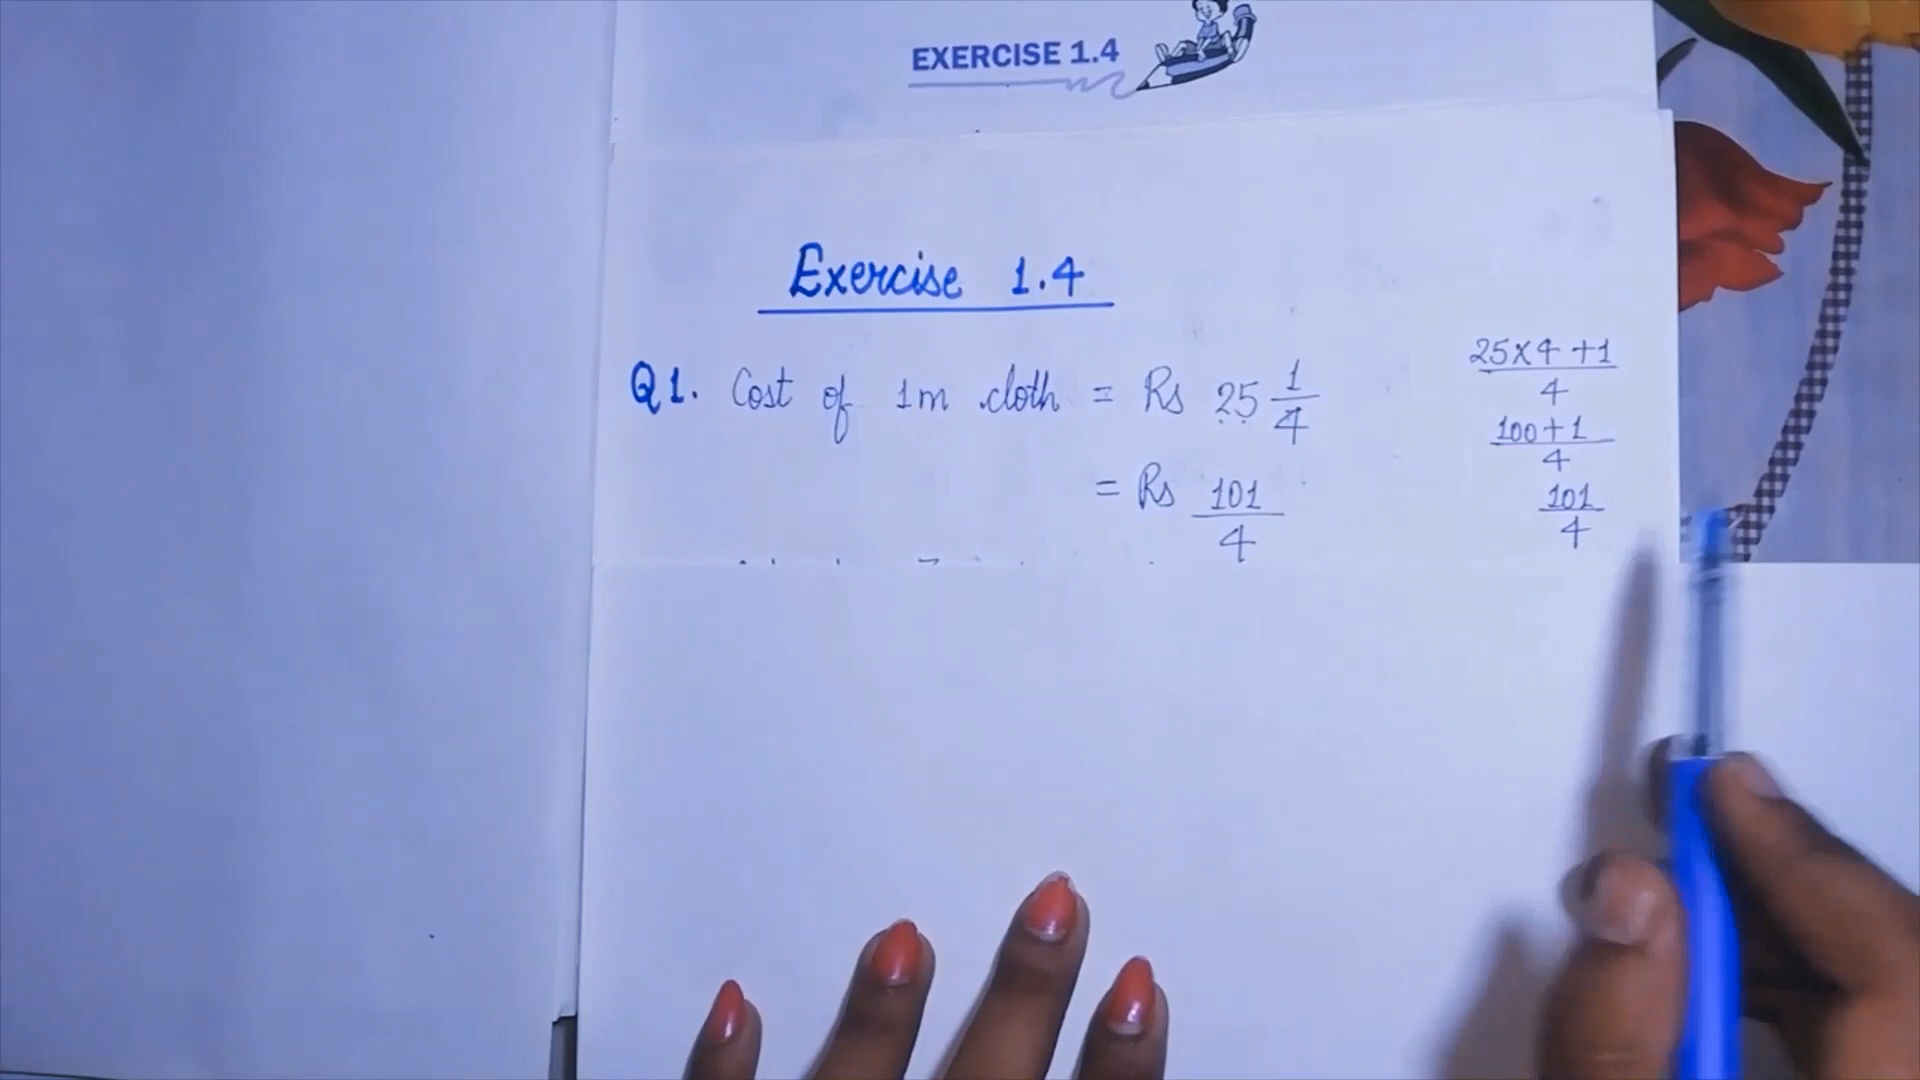 EXERCISE 1.4
Exercise 1.4
Q1. Cost of 1m cloth = Rs 25 1/4
= Rs 101/4
25×4+1/4
100+1/4
101/4